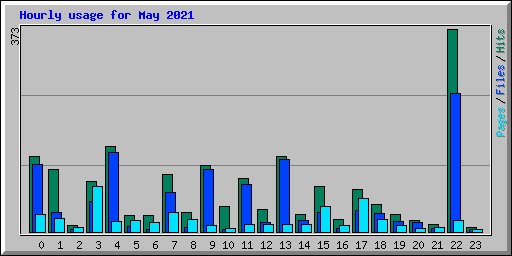 Hourly usage for May 2021
373
Pages / Files / Hits
0 1 2 3 4 5 6 7 8 9 10 11 12 13 14 15 16 17 18 19 20 21 22 23